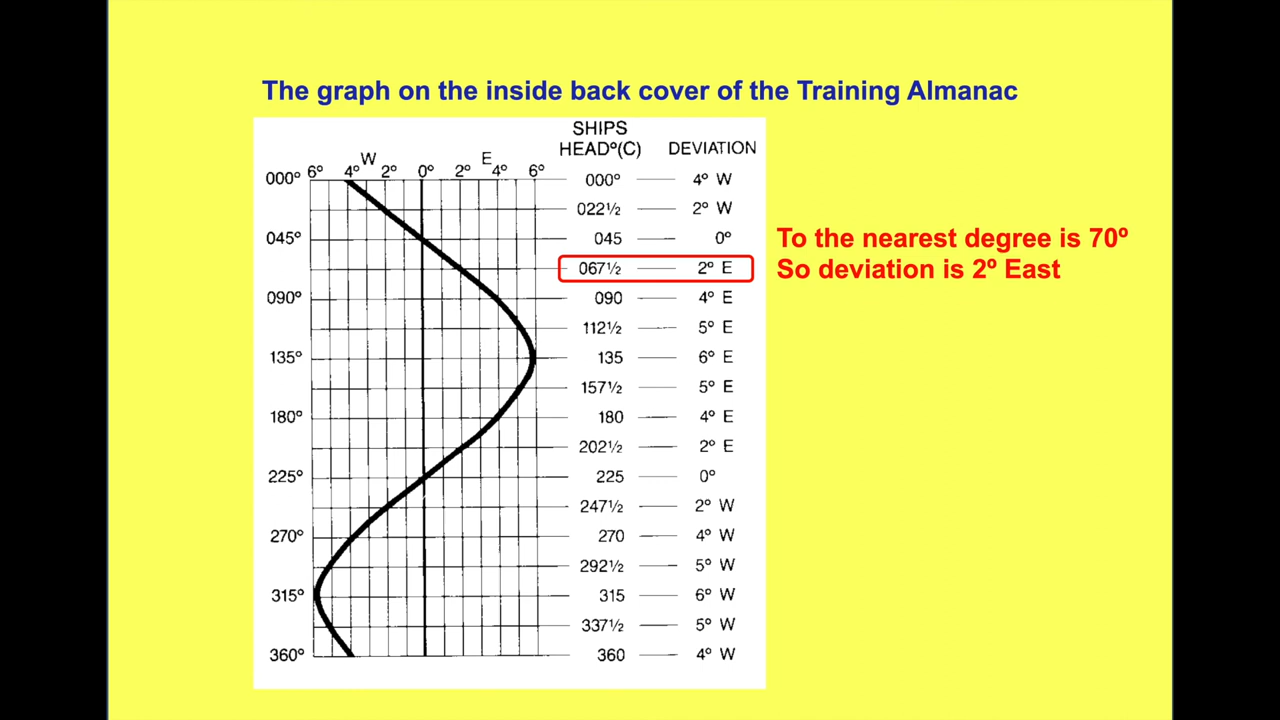 The graph on the inside back cover of the Training Almanac
SHIPS
HEADº(C) DEVIATION
W E
6º 4º 2º 0º 2º 4º 6º
000º 000º 4º W
022½ 2º W
045º 045 0º
067½ 2º E
090º 090 4º E
112½ 5º E
135º 135 6º E
157½ 5º E
180º 180 4º E
202½ 2º E
225º 225 0º
247½ 2º W
270º 270 4º W
292½ 5º W
315º 315 6º W
337½ 5º W
360º 360 4º W
To the nearest degree is 70º
So deviation is 2º East